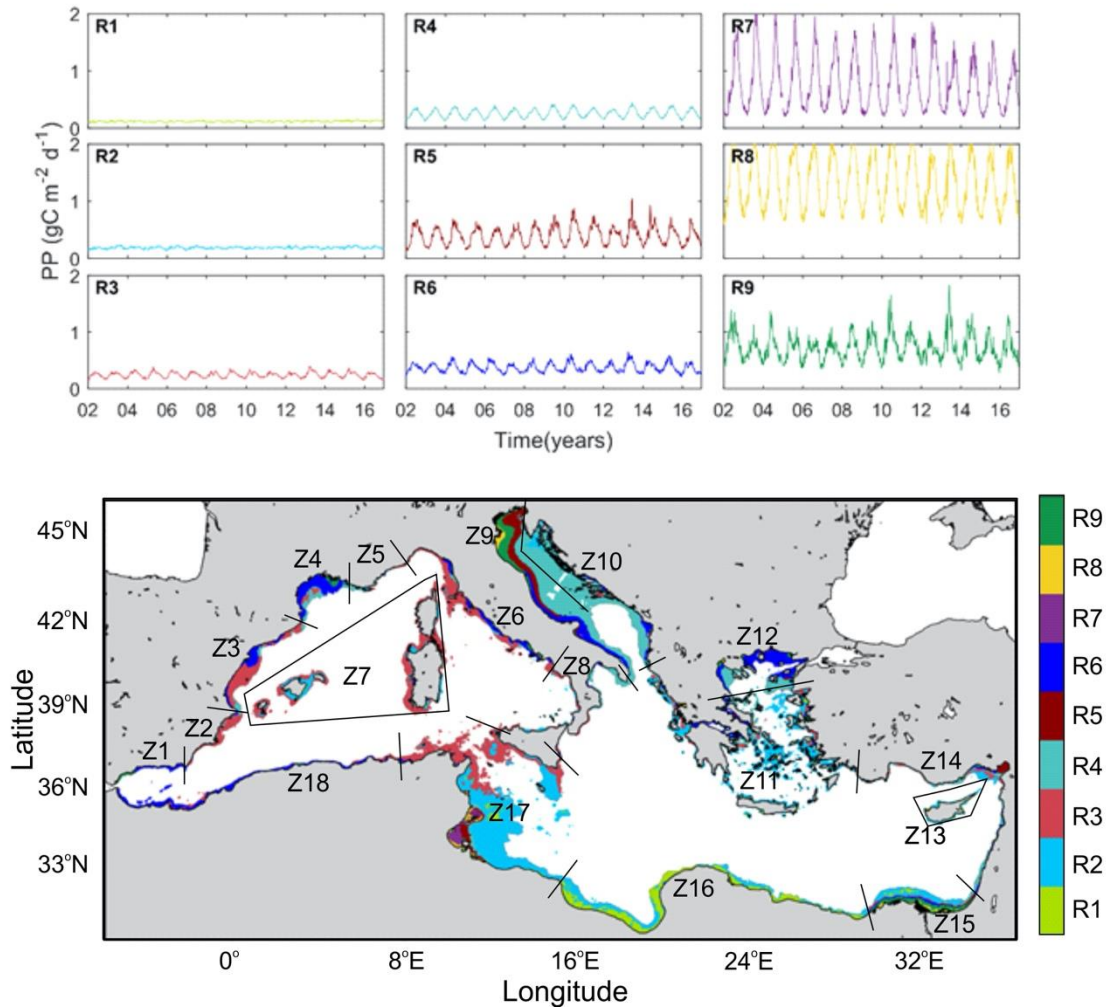 2
R1
R4
R7
1
0
R2
R5
R8
2
1
0
R3
R6
R9
2
1
0
PP (gC m⁻² d⁻¹)
02 04 06 08 10 12 14 16
02 04 06 08 10 12 14 16
02 04 06 08 10 12 14 16
Time(years)
45°N
42°N
39°N
36°N
33°N
Latitude
Z1
Z2
Z3
Z4
Z5
Z6
Z7
Z8
Z9
Z10
Z11
Z12
Z13
Z14
Z15
Z16
Z17
Z18
0°
8°E
16°E
24°E
32°E
Longitude
R9
R8
R7
R6
R5
R4
R3
R2
R1